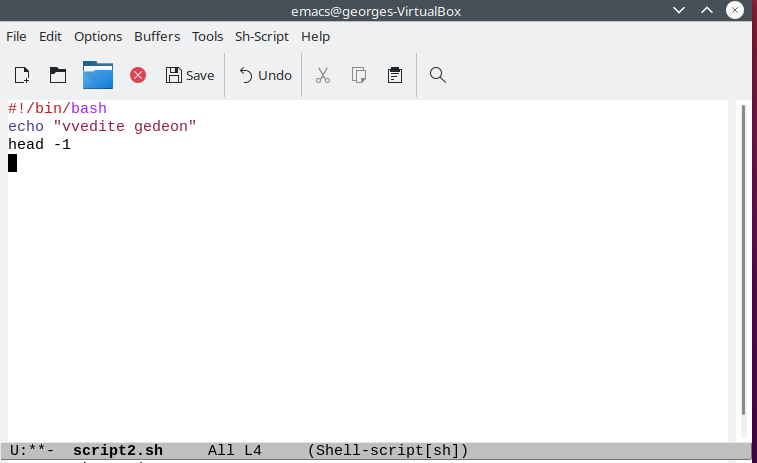 emacs@georges-VirtualBox
File Edit Options Buffers Tools Sh-Script Help
Save Undo
#!/bin/bash
echo "vvedite gedeon"
head -1
U:**- script2.sh All L4 (Shell-script[sh])